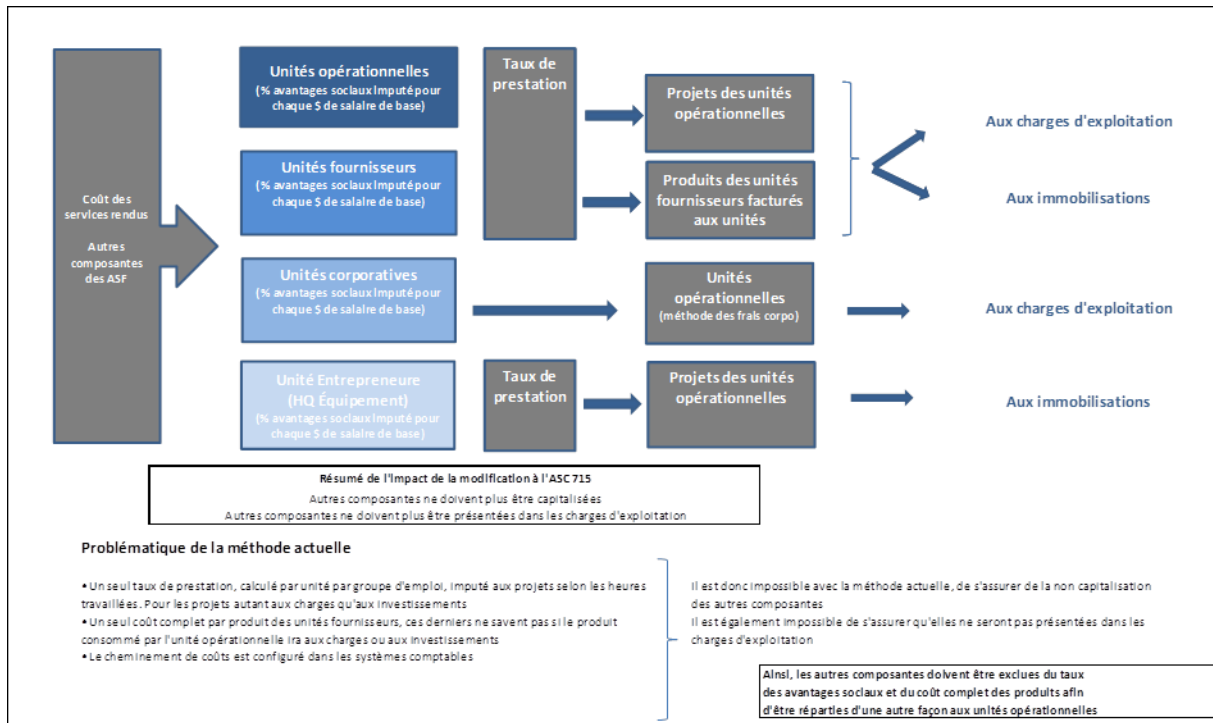 Coût des
services rendus
Autres
composantes
des ASF
Unités opérationnelles
(% avantages sociaux imputé pour
chaque $ de salaire de base)
Unités fournisseurs
(% avantages sociaux imputé pour
chaque $ de salaire de base)
Unités corporatives
(% avantages sociaux imputé pour
chaque $ de salaire de base)
Unité Entrepreneure
(HQ Équipement)
(% avantages sociaux imputé pour
chaque $ de salaire de base)
Taux de
prestation
Taux de
prestation
Projets des unités
opérationnelles
Produits des unités
fournisseurs facturés
aux unités
Unités
opérationnelles
(méthode des frais corpo)
Projets des unités
opérationnelles
Aux charges d'exploitation
Aux immobilisations
Aux charges d'exploitation
Aux immobilisations
Résumé de l'impact de la modification à l'ASC 715
Autres composantes ne doivent plus être capitalisées
Autres composantes ne doivent plus être présentées dans les charges d'exploitation
Problématique de la méthode actuelle
• Un seul taux de prestation, calculé par unité par groupe d'emploi, imputé aux projets selon les heures
travaillées. Pour les projets autant aux charges qu'aux investissements
• Un seul coût complet par produit des unités fournisseurs, ces derniers ne savent pas si le produit
consommé par l'unité opérationnelle ira aux charges ou aux investissements
• Le cheminement de coûts est configuré dans les systèmes comptables
Il est donc impossible avec la méthode actuelle, de s'assurer de la non capitalisation
des autres composantes
Il est également impossible de s'assurer qu'elles ne seront pas présentées dans les
charges d'exploitation
Ainsi, les autres composantes doivent être exclues du taux
des avantages sociaux et du coût complet des produits afin
d'être réparties d'une autre façon aux unités opérationnelles